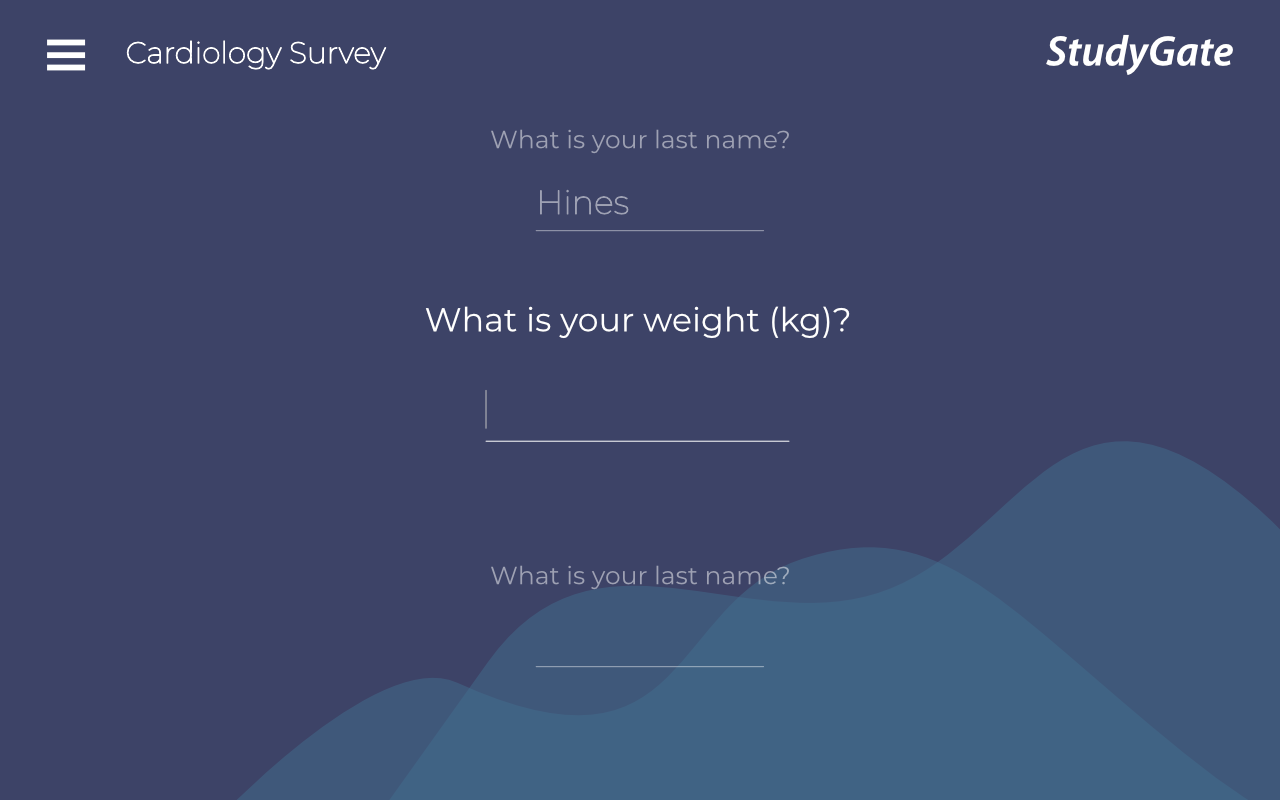 Cardiology Survey
StudyGate
What is your last name?
Hines
What is your weight (kg)?
What is your last name?